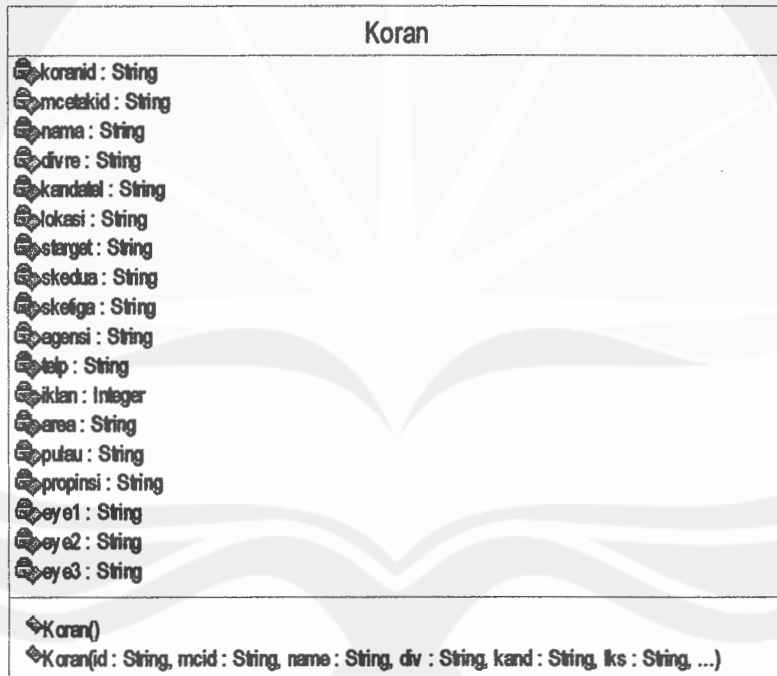 Koran
koranid : String
mcetakid : String
nama : String
divre : String
kandatel : String
lokasi : String
starget : String
skedua : String
sketiga : String
agensi : String
telp : String
iklan : Integer
area : String
pulau : String
propinsi : String
eye1 : String
eye2 : String
eye3 : String
Koran()
Koran(id : String, mcid : String, name : String, div : String, kand : String, lks : String, ...)